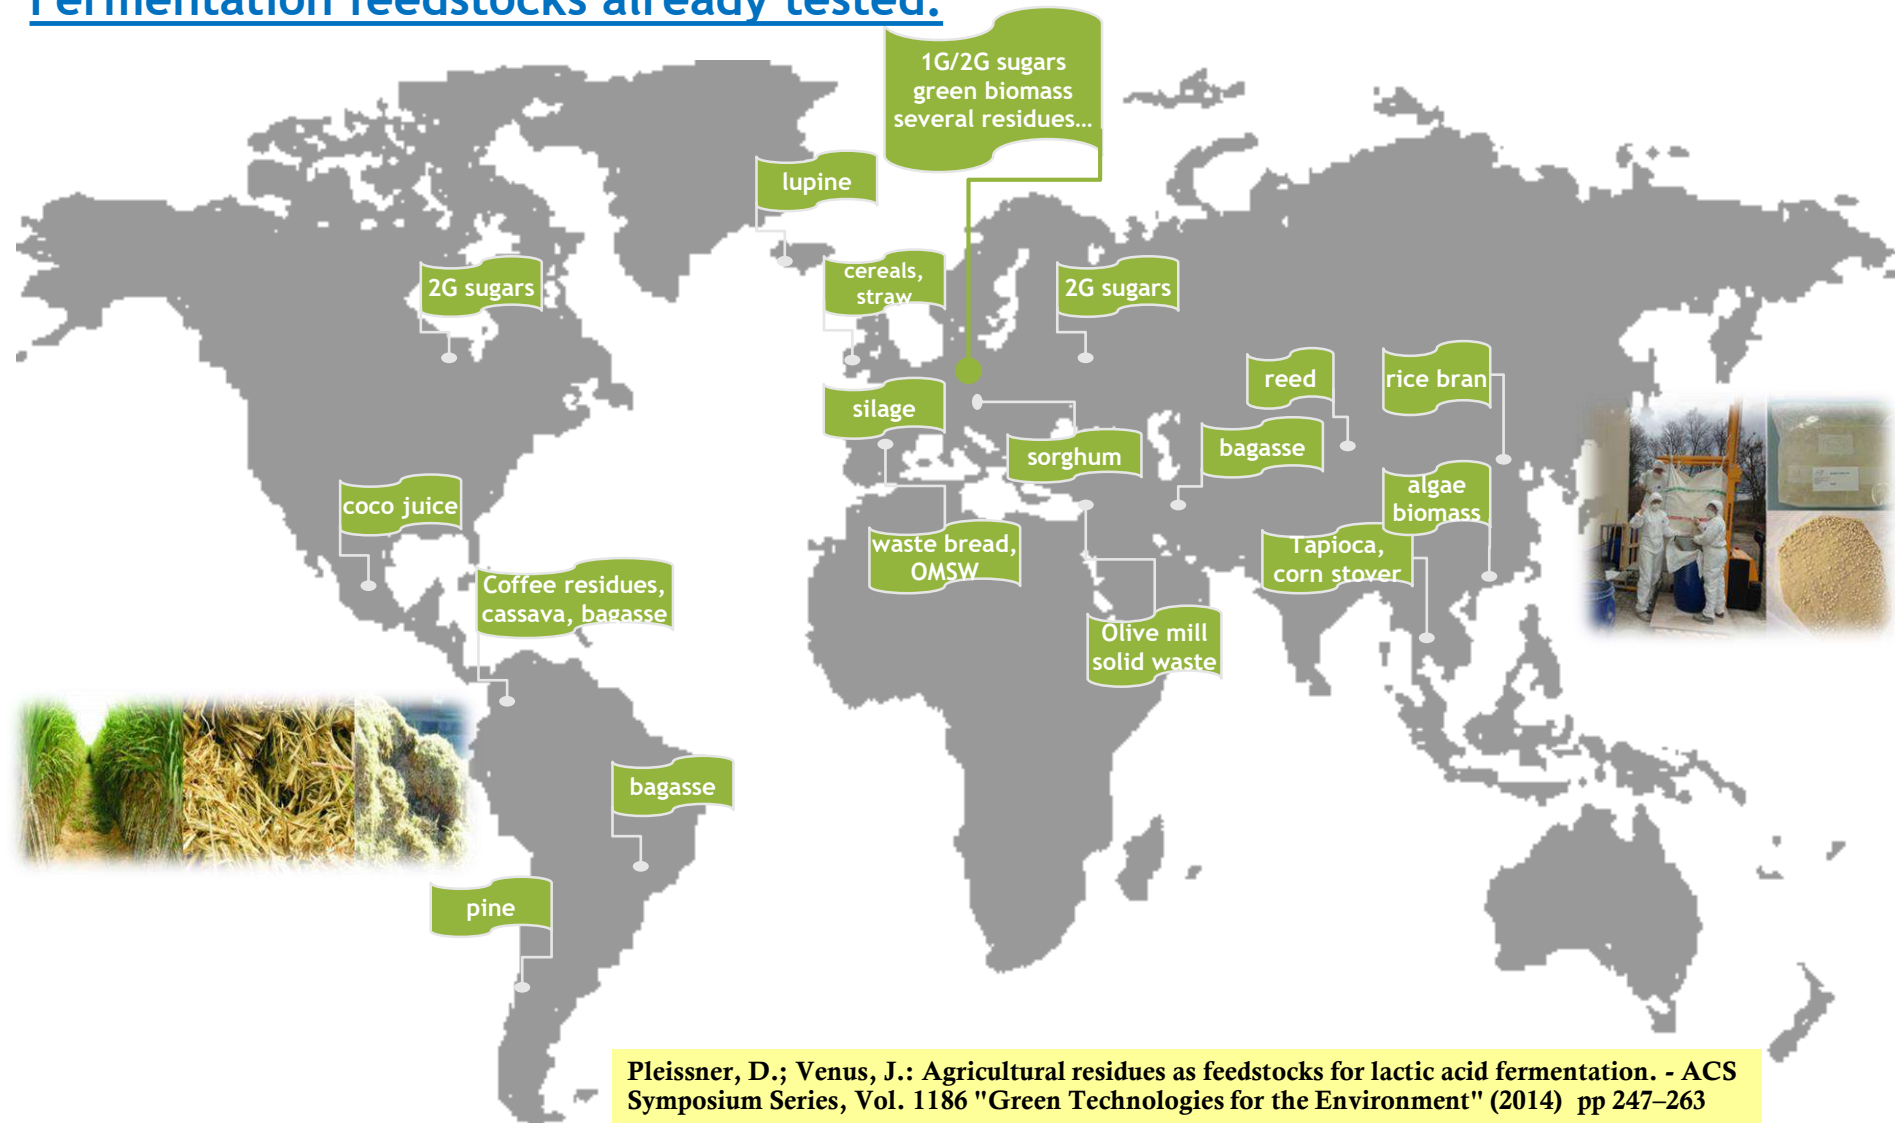 Fermentation feedstocks already tested:
1G/2G sugars
green biomass
several residues...
lupine
2G sugars
cereals,
straw
2G sugars
reed
rice bran
silage
sorghum
bagasse
coco juice
algae
biomass
waste bread,
OMSW
Tapioca,
corn stover
Coffee residues,
cassava, bagasse
Olive mill
solid waste
bagasse
pine
Pleissner, D.; Venus, J.: Agricultural residues as feedstocks for lactic acid fermentation. - ACS
Symposium Series, Vol. 1186 "Green Technologies for the Environment" (2014) pp 247–263